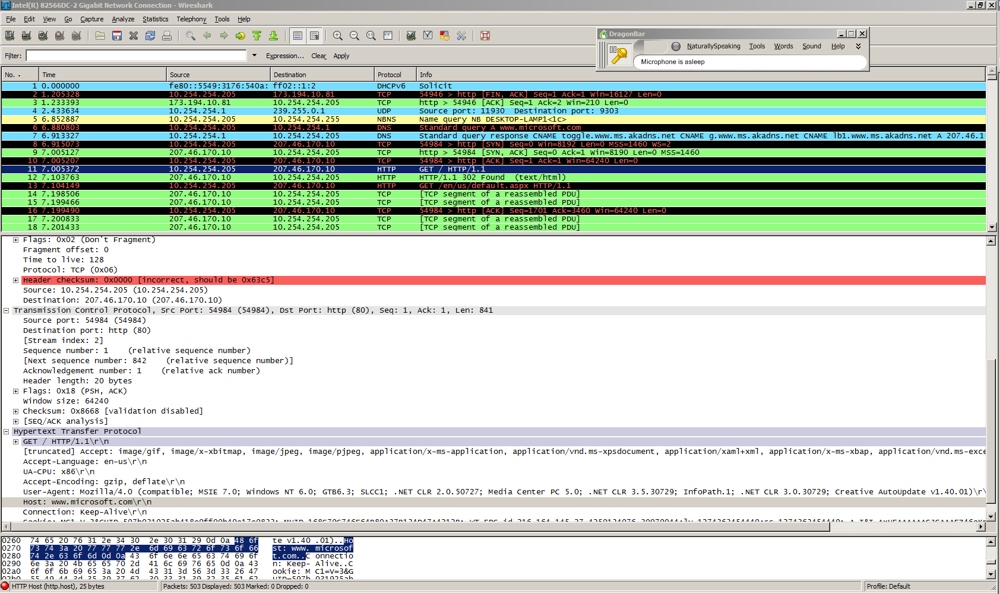 Intel(R) 82566DC-2 Gigabit Network Connection - Wireshark
File Edit View Go Capture Analyze Statistics Telephony Tools Help
DragonBar
NaturallySpeaking Tools Words Sound Help
Microphone is asleep
Filter: Expression... Clear Apply
No. Time Source Destination Protocol Info
1 0.000000 fe80::5549:3176:540a: ff02::1:2 DHCPv6 Solicit
2 1.205328 10.254.254.205 173.194.10.81 TCP 54946 > http [FIN, ACK] Seq=1 Ack=1 Win=16127 Len=0
3 1.233393 173.194.10.81 10.254.254.205 TCP http > 54946 [ACK] Seq=1 Ack=2 Win=210 Len=0
4 2.433634 10.254.254.1 239.255.0.1 UDP Source port: 11930 Destination port: 9303
5 6.852887 10.254.254.205 10.254.254.255 NBNS Name query NB DESKTOP-LAMP1<1c>
6 6.880803 10.254.254.205 10.254.254.1 DNS Standard query A www.microsoft.com
7 6.913327 10.254.254.1 10.254.254.205 DNS Standard query response CNAME toggle.www.ms.akadns.net CNAME g.www.ms.akadns.net CNAME lb1.www.ms.akadns.net A 207.46.1
8 6.915073 10.254.254.205 207.46.170.10 TCP 54984 > http [SYN] Seq=0 Win=8192 Len=0 MSS=1460 WS=2
9 7.005127 207.46.170.10 10.254.254.205 TCP http > 54984 [SYN, ACK] Seq=0 Ack=1 Win=8190 Len=0 MSS=1460
10 7.005207 10.254.254.205 207.46.170.10 TCP 54984 > http [ACK] Seq=1 Ack=1 Win=64240 Len=0
11 7.005372 10.254.254.205 207.46.170.10 HTTP GET / HTTP/1.1
12 7.103763 207.46.170.10 10.254.254.205 HTTP HTTP/1.1 302 Found (text/html)
13 7.104149 10.254.254.205 207.46.170.10 HTTP GET /en/us/default.aspx HTTP/1.1
14 7.198506 207.46.170.10 10.254.254.205 TCP [TCP segment of a reassembled PDU]
15 7.199466 207.46.170.10 10.254.254.205 TCP [TCP segment of a reassembled PDU]
16 7.199490 10.254.254.205 207.46.170.10 TCP 54984 > http [ACK] Seq=1701 Ack=3460 Win=64240 Len=0
17 7.200833 207.46.170.10 10.254.254.205 TCP [TCP segment of a reassembled PDU]
18 7.201433 207.46.170.10 10.254.254.205 TCP [TCP segment of a reassembled PDU]
Flags: 0x02 (Don't Fragment)
Fragment offset: 0
Time to live: 128
Protocol: TCP (0x06)
Header checksum: 0x0000 [incorrect, should be 0x63c5]
Source: 10.254.254.205 (10.254.254.205)
Destination: 207.46.170.10 (207.46.170.10)
Transmission Control Protocol, Src Port: 54984 (54984), Dst Port: http (80), Seq: 1, Ack: 1, Len: 841
Source port: 54984 (54984)
Destination port: http (80)
[Stream index: 2]
Sequence number: 1 (relative sequence number)
[Next sequence number: 842 (relative sequence number)]
Acknowledgement number: 1 (relative ack number)
Header length: 20 bytes
Flags: 0x18 (PSH, ACK)
Window size: 64240
Checksum: 0x8668 [validation disabled]
[SEQ/ACK analysis]
Hypertext Transfer Protocol
GET / HTTP/1.1\r\n
[truncated] Accept: image/gif, image/x-xbitmap, image/jpeg, image/pjpeg, application/x-ms-application, application/vnd.ms-xpsdocument, application/xaml+xml, application/x-ms-xbap, application/vnd.ms-exce
Accept-Language: en-us\r\n
UA-CPU: x86\r\n
Accept-Encoding: gzip, deflate\r\n
User-Agent: Mozilla/4.0 (compatible; MSIE 7.0; Windows NT 6.0; GTB6.3; SLCC1; .NET CLR 2.0.50727; Media Center PC 5.0; .NET CLR 3.5.30729; InfoPath.1; .NET CLR 3.0.30729; Creative AutoUpdate v1.40.01)\r\
Host: www.microsoft.com\r\n
Connection: Keep-Alive\r\n
0260 74 65 20 76 31 2e 34 30 2e 30 31 29 0d 0a 48 6f te v1.40 .01)..Ho
0270 73 74 3a 20 77 77 77 2e 6d 69 63 72 6f 73 6f 66 st: www. microsof
0280 74 2e 63 6f 6d 0d 0a 43 6f 6e 6e 65 63 74 69 6f t.com..C onnectio
0290 6e 3a 20 4b 65 65 70 2d 41 6c 69 76 65 0d 0a 43 n: Keep- Alive..C
02a0 6f 6f 6b 69 65 3a 20 4d 43 31 3d 56 3d 33 26 47 ookie: M C1=V=3&G
02b0 55 49 44 3d 35 39 37 62 30 33 31 39 32 35 61 62 UID=597b 031925ab
HTTP Host (http.host), 25 bytes
Packets: 503 Displayed: 503 Marked: 0 Dropped: 0
Profile: Default